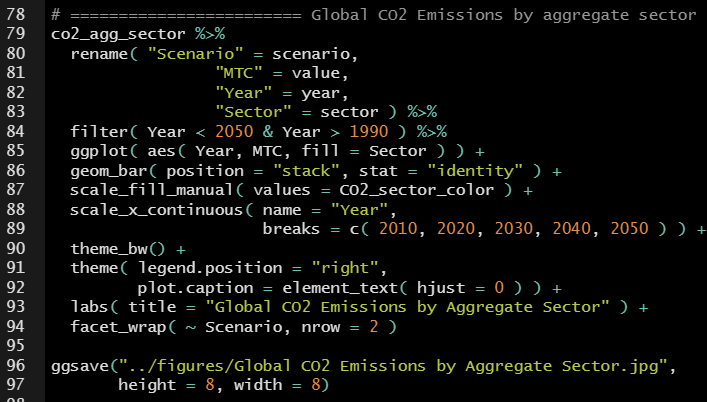 78 # ======================== Global CO2 Emissions by aggregate sector
79 co2_agg_sector %>%
80   rename( "Scenario" = scenario,
81                  "MTC" = value,
82                  "Year" = year,
83                  "Sector" = sector ) %>%
84   filter( Year < 2050 & Year > 1990 ) %>%
85   ggplot( aes( Year, MTC, fill = Sector ) ) +
86   geom_bar( position = "stack", stat = "identity" ) +
87   scale_fill_manual( values = CO2_sector_color ) +
88   scale_x_continuous( name = "Year",
89                       breaks = c( 2010, 2020, 2030, 2040, 2050 ) ) +
90   theme_bw() +
91   theme( legend.position = "right",
92          plot.caption = element_text( hjust = 0 ) ) +
93   labs( title = "Global CO2 Emissions by Aggregate Sector" ) +
94   facet_wrap( ~ Scenario, nrow = 2 )
95
96 ggsave("../figures/Global CO2 Emissions by Aggregate Sector.jpg",
97        height = 8, width = 8)